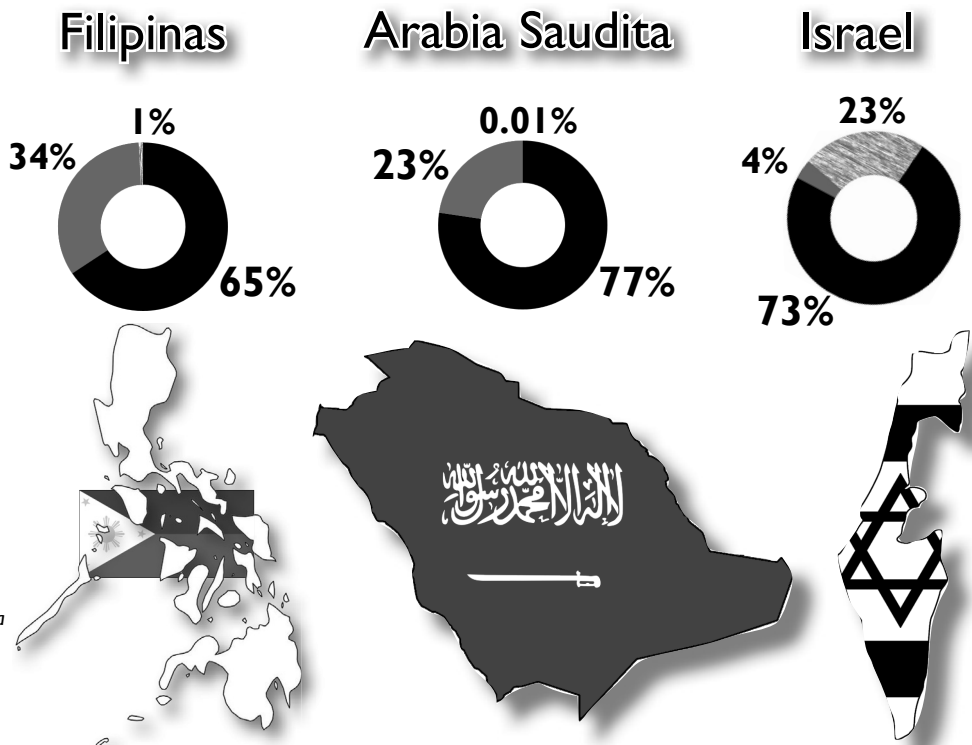 Filipinas
1%
34%
65%
Arabia Saudita
0.01%
23%
77%
Israel
23%
4%
73%
لا إله إلا الله محمد رسول الله